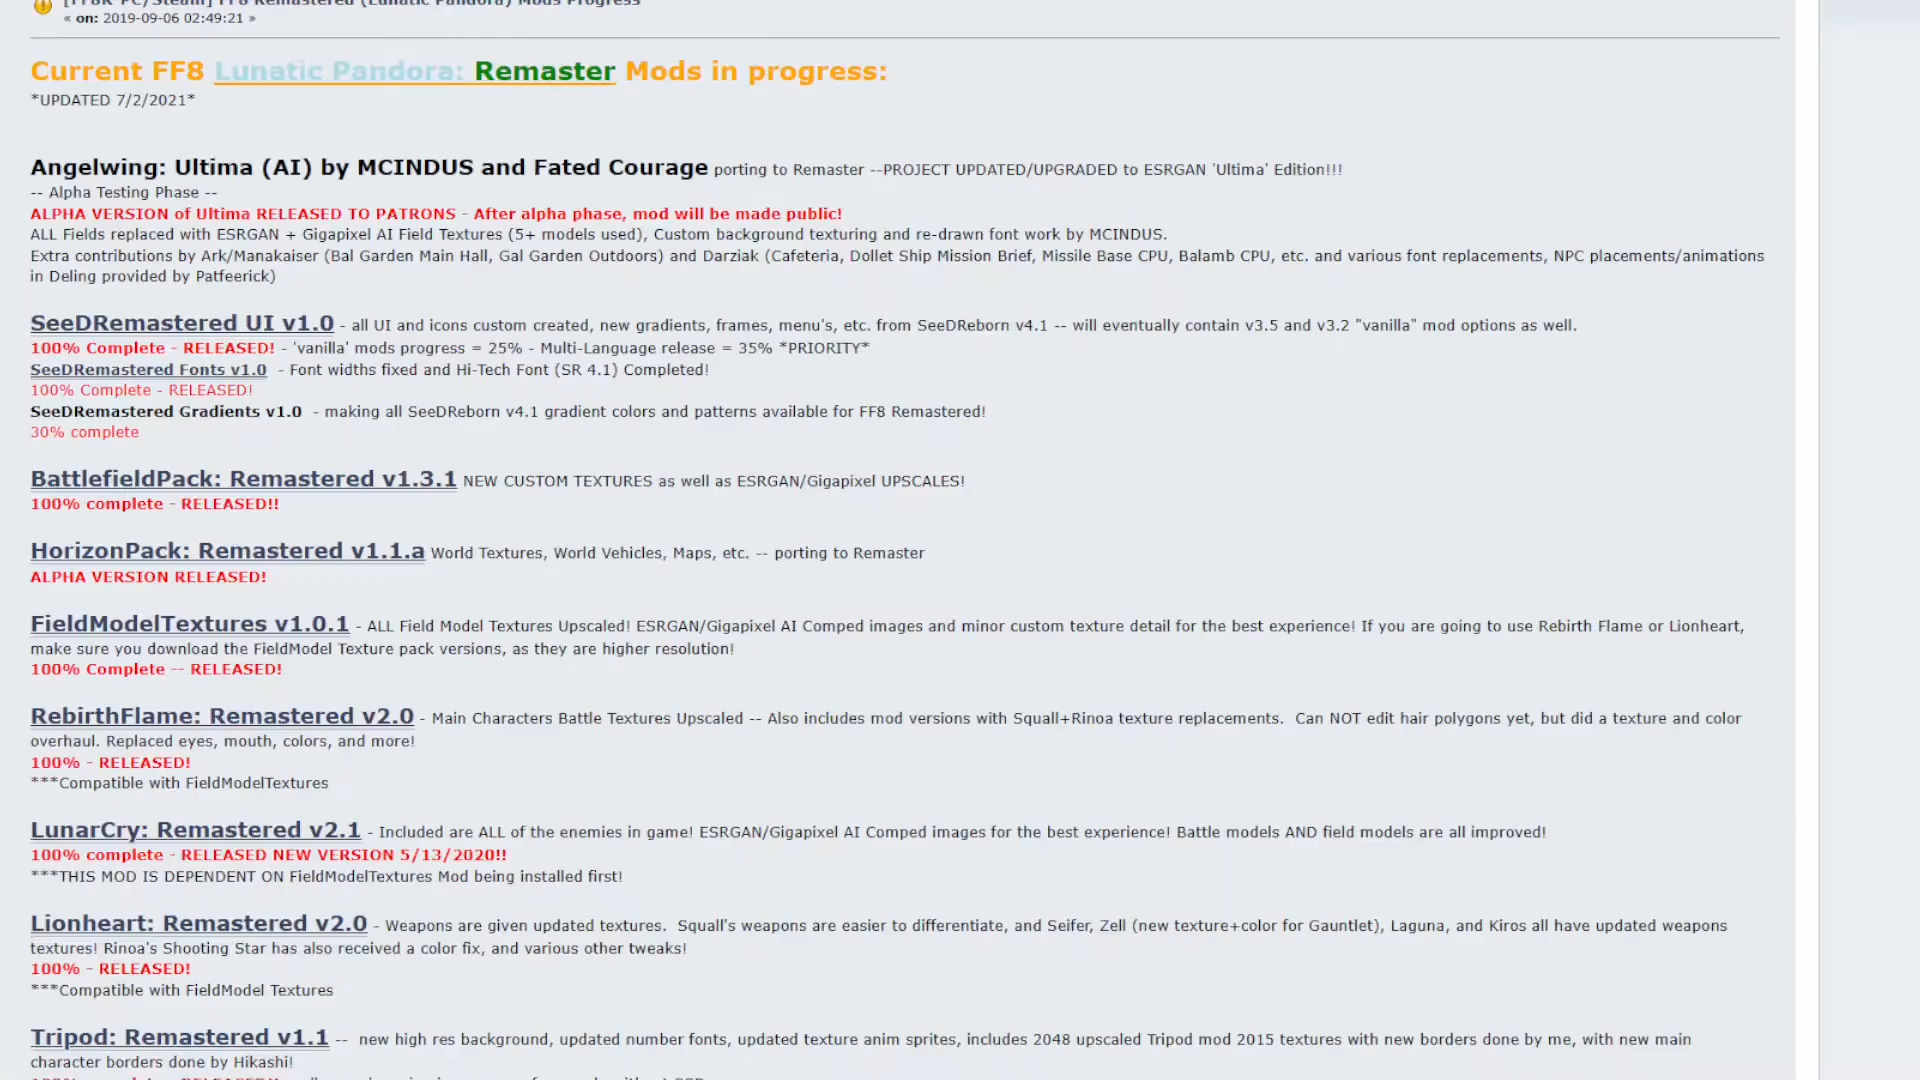 [FF8R-PC/Steam] FF8 Remastered (Lunatic Pandora) Mods Progress
« on: 2019-09-06 02:49:21 »
Current FF8 Lunatic Pandora: Remaster Mods in progress:
*UPDATED 7/2/2021*
Angelwing: Ultima (AI) by MCINDUS and Fated Courage porting to Remaster --PROJECT UPDATED/UPGRADED to ESRGAN 'Ultima' Edition!!!
-- Alpha Testing Phase --
ALPHA VERSION of Ultima RELEASED TO PATRONS - After alpha phase, mod will be made public!
ALL Fields replaced with ESRGAN + Gigapixel AI Field Textures (5+ models used), Custom background texturing and re-drawn font work by MCINDUS.
Extra contributions by Ark/Manakaiser (Bal Garden Main Hall, Gal Garden Outdoors) and Darziak (Cafeteria, Dollet Ship Mission Brief, Missile Base CPU, Balamb CPU, etc. and various font replacements, NPC placements/animations
in Deling provided by Patfeerick)
SeeDRemastered UI v1.0 - all UI and icons custom created, new gradients, frames, menu's, etc. from SeeDReborn v4.1 -- will eventually contain v3.5 and v3.2 "vanilla" mod options as well.
100% Complete - RELEASED! - 'vanilla' mods progress = 25% - Multi-Language release = 35% *PRIORITY*
SeeDRemastered Fonts v1.0 - Font widths fixed and Hi-Tech Font (SR 4.1) Completed!
100% Complete - RELEASED!
SeeDRemastered Gradients v1.0 - making all SeeDReborn v4.1 gradient colors and patterns available for FF8 Remastered!
30% complete
BattlefieldPack: Remastered v1.3.1 NEW CUSTOM TEXTURES as well as ESRGAN/Gigapixel UPSCALES!
100% complete - RELEASED!!
HorizonPack: Remastered v1.1.a World Textures, World Vehicles, Maps, etc. -- porting to Remaster
ALPHA VERSION RELEASED!
FieldModelTextures v1.0.1 - ALL Field Model Textures Upscaled! ESRGAN/Gigapixel AI Comped images and minor custom texture detail for the best experience! If you are going to use Rebirth Flame or Lionheart,
make sure you download the FieldModel Texture pack versions, as they are higher resolution!
100% Complete -- RELEASED!
RebirthFlame: Remastered v2.0 - Main Characters Battle Textures Upscaled -- Also includes mod versions with Squall+Rinoa texture replacements. Can NOT edit hair polygons yet, but did a texture and color
overhaul. Replaced eyes, mouth, colors, and more!
100% - RELEASED!
***Compatible with FieldModelTextures
LunarCry: Remastered v2.1 - Included are ALL of the enemies in game! ESRGAN/Gigapixel AI Comped images for the best experience! Battle models AND field models are all improved!
100% complete - RELEASED NEW VERSION 5/13/2020!!
***THIS MOD IS DEPENDENT ON FieldModelTextures Mod being installed first!
Lionheart: Remastered v2.0 - Weapons are given updated textures. Squall's weapons are easier to differentiate, and Seifer, Zell (new texture+color for Gauntlet), Laguna, and Kiros all have updated weapons
textures! Rinoa's Shooting Star has also received a color fix, and various other tweaks!
100% - RELEASED!
***Compatible with FieldModel Textures
Tripod: Remastered v1.1 -- new high res background, updated number fonts, updated texture anim sprites, includes 2048 upscaled Tripod mod 2015 textures with new borders done by me, with new main
character borders done by Hikashi!